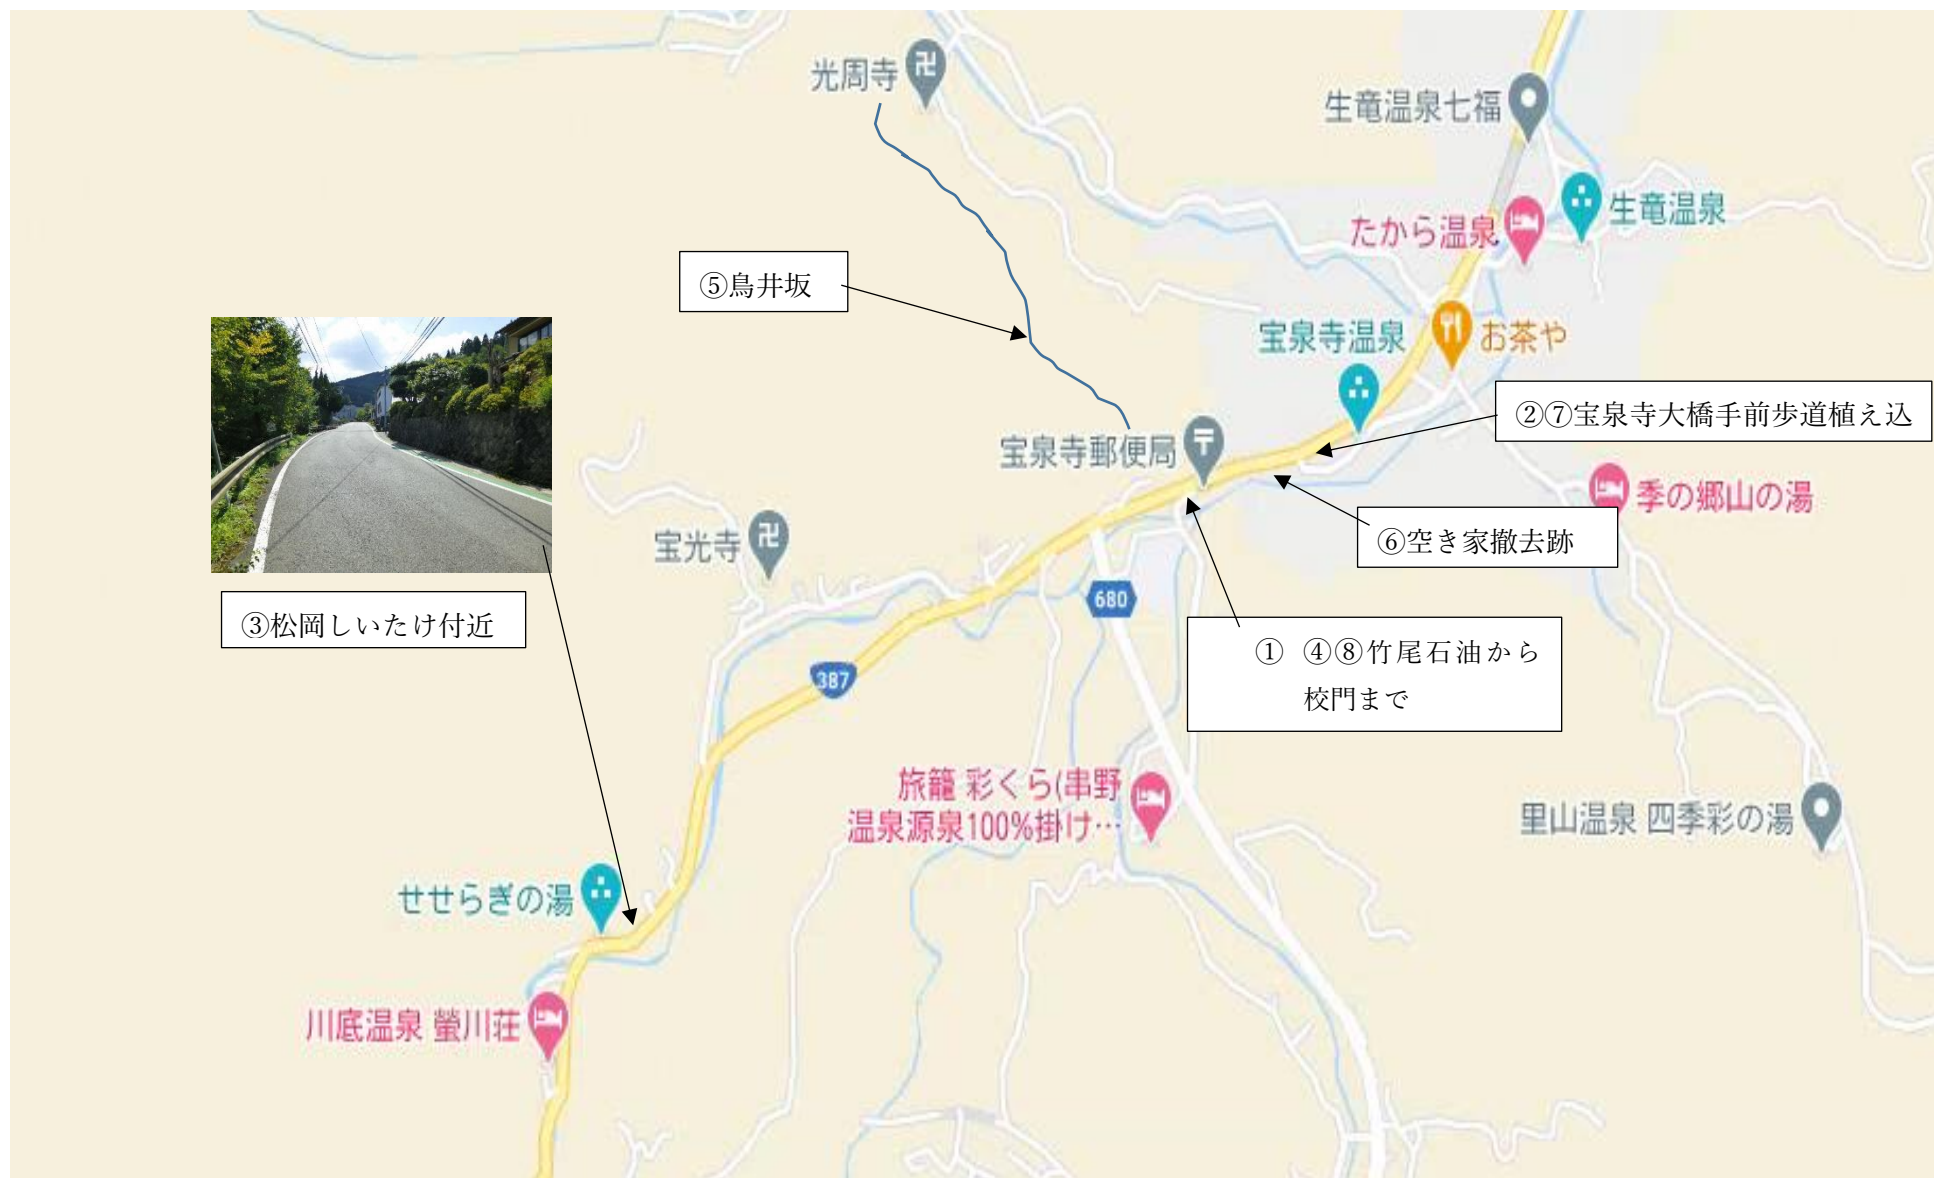 光周寺
生竜温泉七福
生竜温泉
たから温泉
⑤鳥井坂
宝泉寺温泉
お茶や
②⑦宝泉寺大橋手前歩道植え込
宝泉寺郵便局
季の郷山の湯
⑥空き家撤去跡
宝光寺
680
③松岡しいたけ付近
① ④⑧竹尾石油から
校門まで
387
旅籠 彩くら(串野
温泉源泉100%掛け…
里山温泉 四季彩の湯
せせらぎの湯
川底温泉 螢川荘